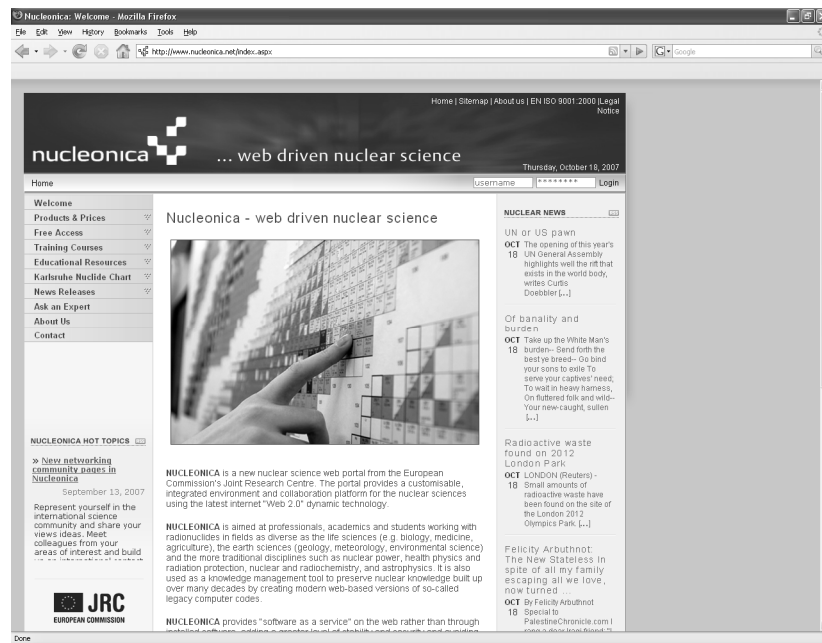 Nucleonica: Welcome - Mozilla Firefox
File Edit View History Bookmarks Tools Help
http://www.nucleonica.net/index.aspx
Google
Home | Sitemap | About us | EN ISO 9001:2000 |Legal
Notice
nucleonica
... web driven nuclear science
Thursday, October 18, 2007
Home
username
********
Login
Welcome
Products & Prices
Free Access
Training Courses
Educational Resources
Karlsruhe Nuclide Chart
News Releases
Ask an Expert
About Us
Contact
NUCLEONICA HOT TOPICS
» New networking
community pages in
Nucleonica
September 13, 2007
Represent yourself in the
international science
community and share your
views ideas. Meet
colleagues from your
areas of interest and build
JRC
EUROPEAN COMMISSION
Nucleonica - web driven nuclear science
NUCLEONICA is a new nuclear science web portal from the European
Commission's Joint Research Centre. The portal provides a customisable,
integrated environment and collaboration platform for the nuclear sciences
using the latest internet "Web 2.0" dynamic technology.
NUCLEONICA is aimed at professionals, academics and students working with
radionuclides in fields as diverse as the life sciences (e.g. biology, medicine,
agriculture), the earth sciences (geology, meteorology, environmental science)
and the more traditional disciplines such as nuclear power, health physics and
radiation protection, nuclear and radiochemistry, and astrophysics. It is also
used as a knowledge management tool to preserve nuclear knowledge built up
over many decades by creating modern web-based versions of so-called
legacy computer codes.
NUCLEONICA provides "software as a service" on the web rather than through
NUCLEAR NEWS
UN or US pawn
OCT The opening of this year's
18 UN General Assembly
highlights well the rift that
exists in the world body,
writes Curtis
Doebbler [...]
Of banality and
burden
OCT Take up the White Man's
18 burden-- Send forth the
best ye breed-- Go bind
your sons to exile To
serve your captives' need;
To wait in heavy harness,
On fluttered folk and wild--
Your new-caught, sullen
[...]
Radioactive waste
found on 2012
London Park
OCT LONDON (Reuters) -
18 Small amounts of
radioactive waste have
been found on the site of
the London 2012
Olympics Park. [...]
Felicity Arbuthnot:
The New Stateless In
spite of all my family
escaping all we love,
now turned ...
OCT By Felicity Arbuthnot
18 Special to
PalestineChronicle.com I
Done